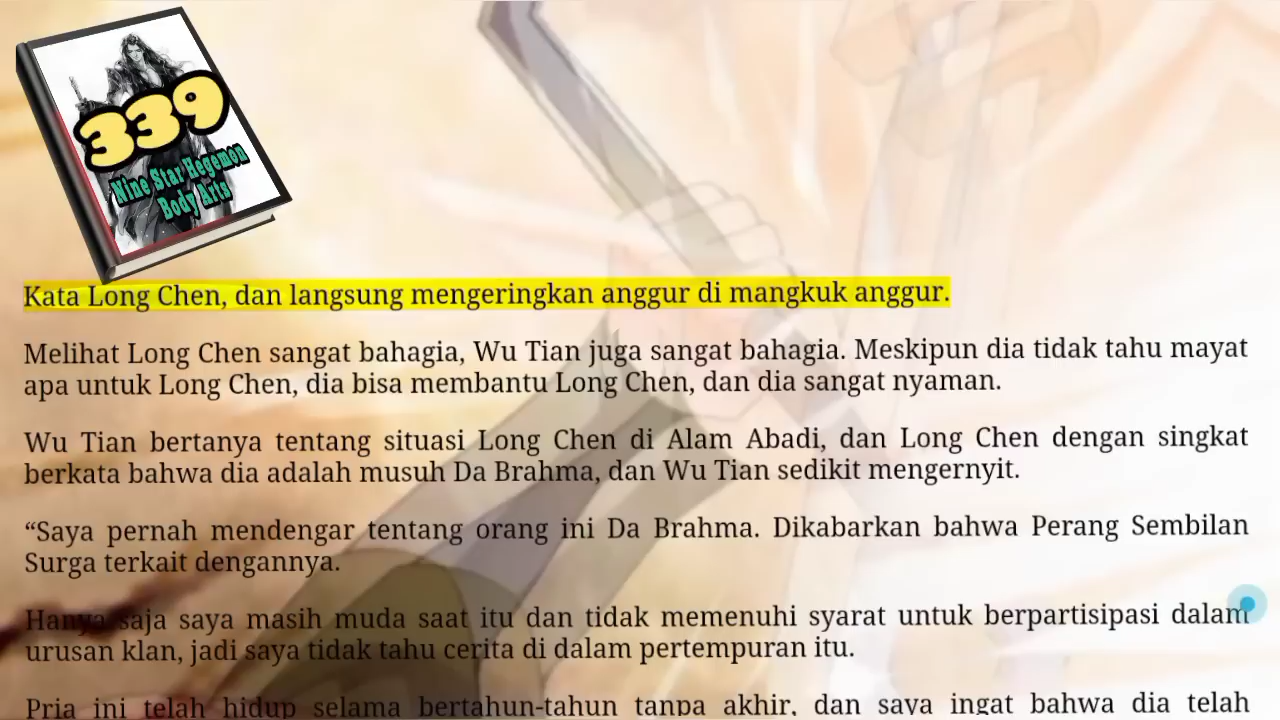 339
Nine Star Hegemon
Body Arts
Kata Long Chen, dan langsung mengeringkan anggur di mangkuk anggur.
Melihat Long Chen sangat bahagia, Wu Tian juga sangat bahagia. Meskipun dia tidak tahu mayat
apa untuk Long Chen, dia bisa membantu Long Chen, dan dia sangat nyaman.
Wu Tian bertanya tentang situasi Long Chen di Alam Abadi, dan Long Chen dengan singkat
berkata bahwa dia adalah musuh Da Brahma, dan Wu Tian sedikit mengernyit.
“Saya pernah mendengar tentang orang ini Da Brahma. Dikabarkan bahwa Perang Sembilan
Surga terkait dengannya.
Hanya saja saya masih muda saat itu dan tidak memenuhi syarat untuk berpartisipasi dalam
urusan klan, jadi saya tidak tahu cerita di dalam pertempuran itu.
Pria ini telah hidup selama bertahun-tahun tanpa akhir, dan saya ingat bahwa dia telah